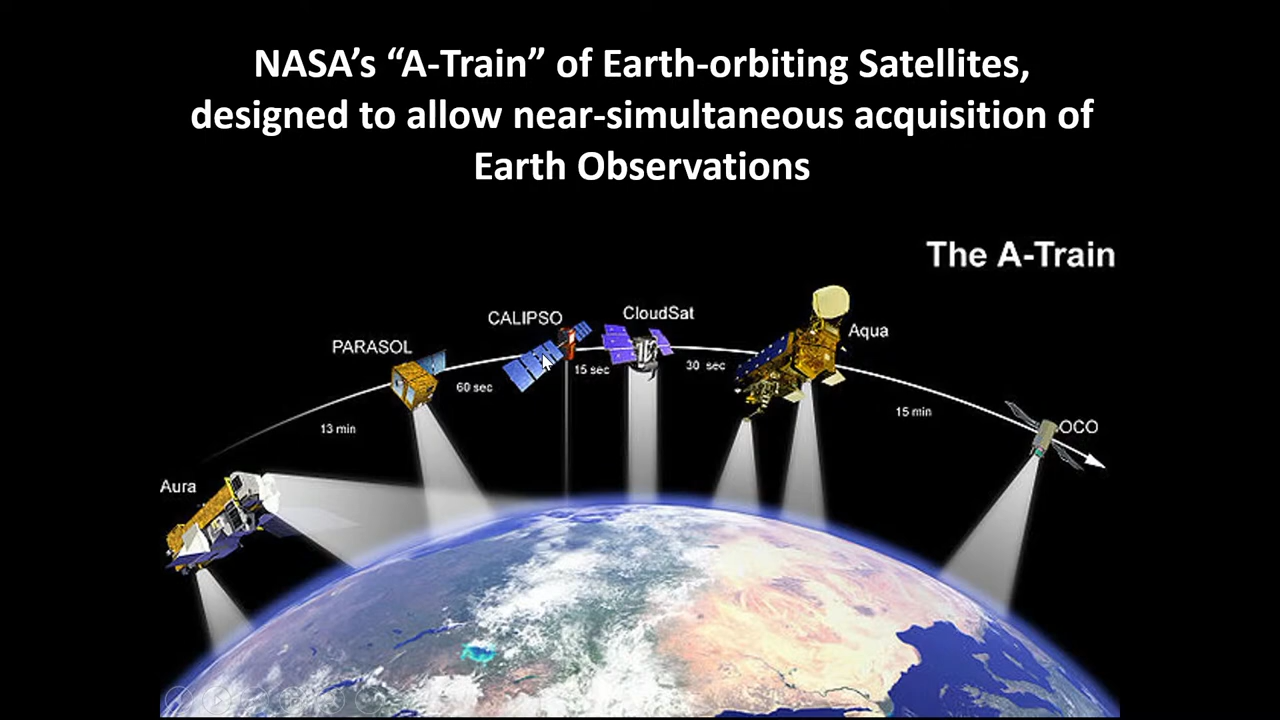 NASA’s “A-Train” of Earth-orbiting Satellites,
designed to allow near-simultaneous acquisition of
Earth Observations
The A-Train
CALIPSO
CloudSat
Aqua
PARASOL
60 sec
15 sec
30 sec
15 min
13 min
OCO
Aura